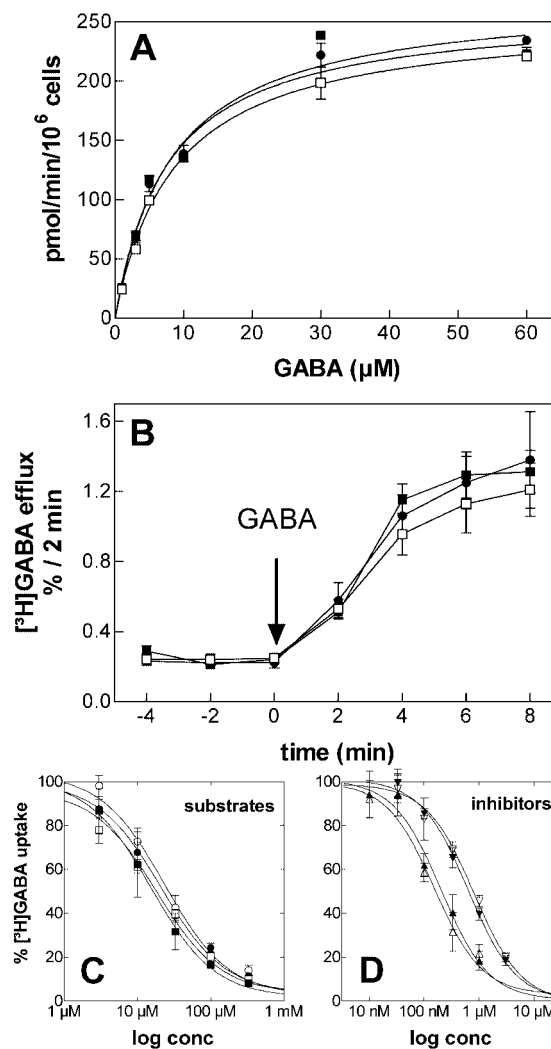 A
pmol/min/10⁶ cells
250
200
150
100
50
0
0 10 20 30 40 50 60
GABA (µM)
B
[³H]GABA efflux
% / 2 min
1.6
1.2
0.8
0.4
0.0
GABA
-4 -2 0 2 4 6 8
time (min)
% [³H]GABA uptake
100
80
60
40
20
0
substrates
C
1 µM 10 µM 100 µM 1 mM
log conc
100
80
60
40
20
0
inhibitors
D
10 nM 100 nM 1 µM 10 µM
log conc